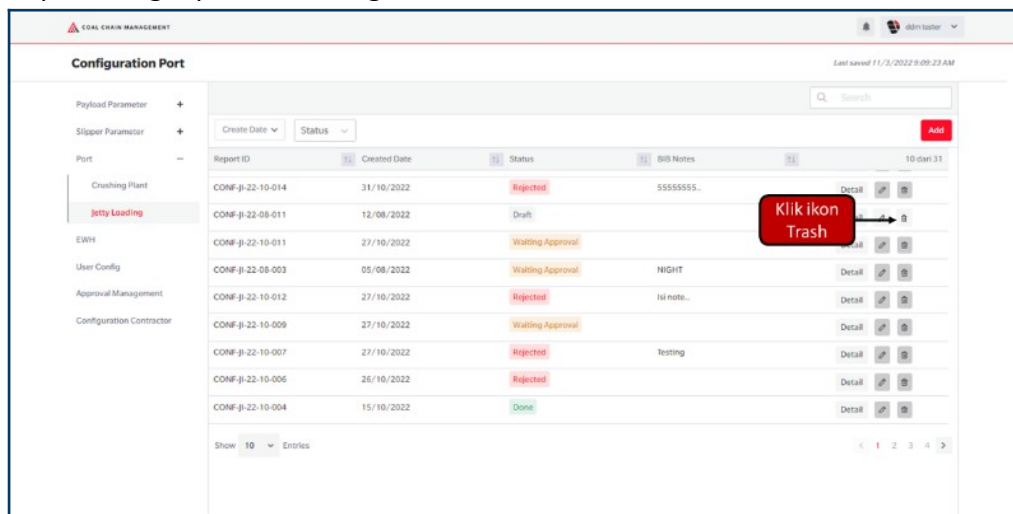 COAL CHAIN MANAGEMENT
ddm tester
Configuration Port
Last saved 11/3/2022 9:09:23 AM
Payload Parameter +
Search
Slipper Parameter +
Create Date Status
Add
Port −
Report ID Created Date Status BIB Notes 10 dari 31
Crushing Plant
CONF-JI-22-10-014 31/10/2022 Rejected 55555555.. Detail
Jetty Loading
CONF-JI-22-08-011 12/08/2022 Draft
Klik ikon
Trash
EWH
CONF-JI-22-10-011 27/10/2022 Waiting Approval Detail
User Config
CONF-JI-22-08-003 05/08/2022 Waiting Approval NIGHT Detail
Approval Management
CONF-JI-22-10-012 27/10/2022 Rejected Isi note.. Detail
Configuration Contractor
CONF-JI-22-10-009 27/10/2022 Waiting Approval Detail
CONF-JI-22-10-007 27/10/2022 Rejected Testing Detail
CONF-JI-22-10-006 26/10/2022 Rejected Detail
CONF-JI-22-10-004 15/10/2022 Done Detail
Show 10 Entries
< 1 2 3 4 >